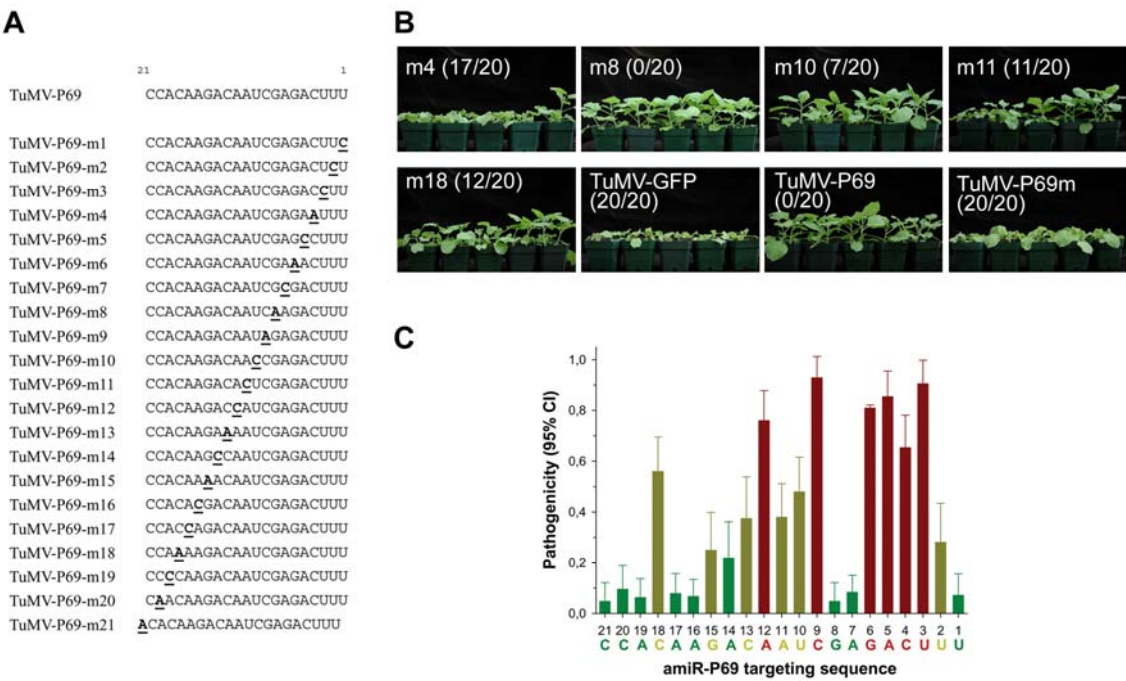 A
21 1
TuMV-P69 CCACAAGACAAUCGAGACUUU
TuMV-P69-m1 CCACAAGACAAUCGAGACUUC
TuMV-P69-m2 CCACAAGACAAUCGAGACUCU
TuMV-P69-m3 CCACAAGACAAUCGAGACCUU
TuMV-P69-m4 CCACAAGACAAUCGAGAAUUU
TuMV-P69-m5 CCACAAGACAAUCGAGCCUUU
TuMV-P69-m6 CCACAAGACAAUCGAAACUUU
TuMV-P69-m7 CCACAAGACAAUCGCGACUUU
TuMV-P69-m8 CCACAAGACAAUCAAGACUUU
TuMV-P69-m9 CCACAAGACAAUAGAGACUUU
TuMV-P69-m10 CCACAAGACAACCGAGACUUU
TuMV-P69-m11 CCACAAGACACUCGAGACUUU
TuMV-P69-m12 CCACAAGACCAUCGAGACUUU
TuMV-P69-m13 CCACAAGAAAAUCGAGACUUU
TuMV-P69-m14 CCACAAGCCAAUCGAGACUUU
TuMV-P69-m15 CCACAAAACAAUCGAGACUUU
TuMV-P69-m16 CCACACGACAAUCGAGACUUU
TuMV-P69-m17 CCACCAGACAAUCGAGACUUU
TuMV-P69-m18 CCAAAAGACAAUCGAGACUUU
TuMV-P69-m19 CCCCAAGACAAUCGAGACUUU
TuMV-P69-m20 CAACAAGACAAUCGAGACUUU
TuMV-P69-m21 ACACAAGACAAUCGAGACUUU
B
m4 (17/20)
m8 (0/20)
m10 (7/20)
m11 (11/20)
m18 (12/20)
TuMV-GFP
(20/20)
TuMV-P69
(0/20)
TuMV-P69m
(20/20)
C
Pathogenicity (95% CI)
1,0
0,8
0,6
0,4
0,2
0,0
21 20 19 18 17 16 15 14 13 12 11 10 9 8 7 6 5 4 3 2 1
C C A C A A G A C A A U C G A G A C U U U
amiR-P69 targeting sequence